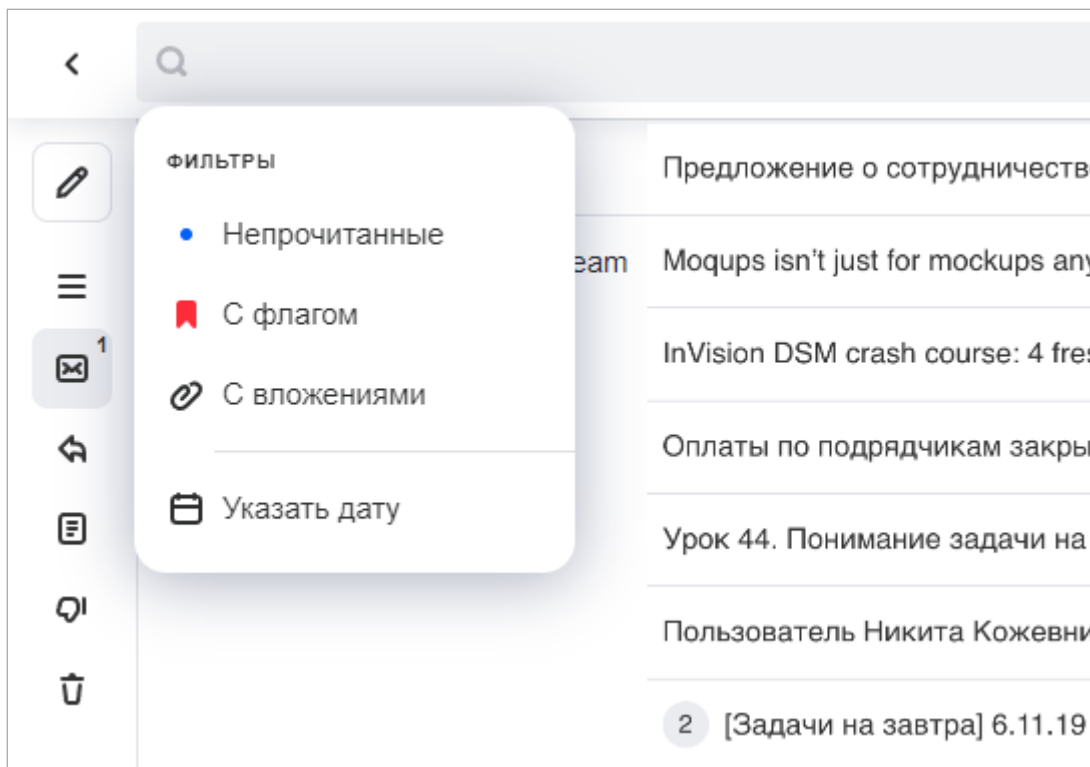 ФИЛЬТРЫ
Непрочитанные
С флагом
С вложениями
Указать дату
1
Предложение о сотрудничеств
eam Moqups isn't just for mockups any
InVision DSM crash course: 4 fres
Оплаты по подрядчикам закры
Урок 44. Понимание задачи на
Пользователь Никита Кожевни
2 [Задачи на завтра] 6.11.19